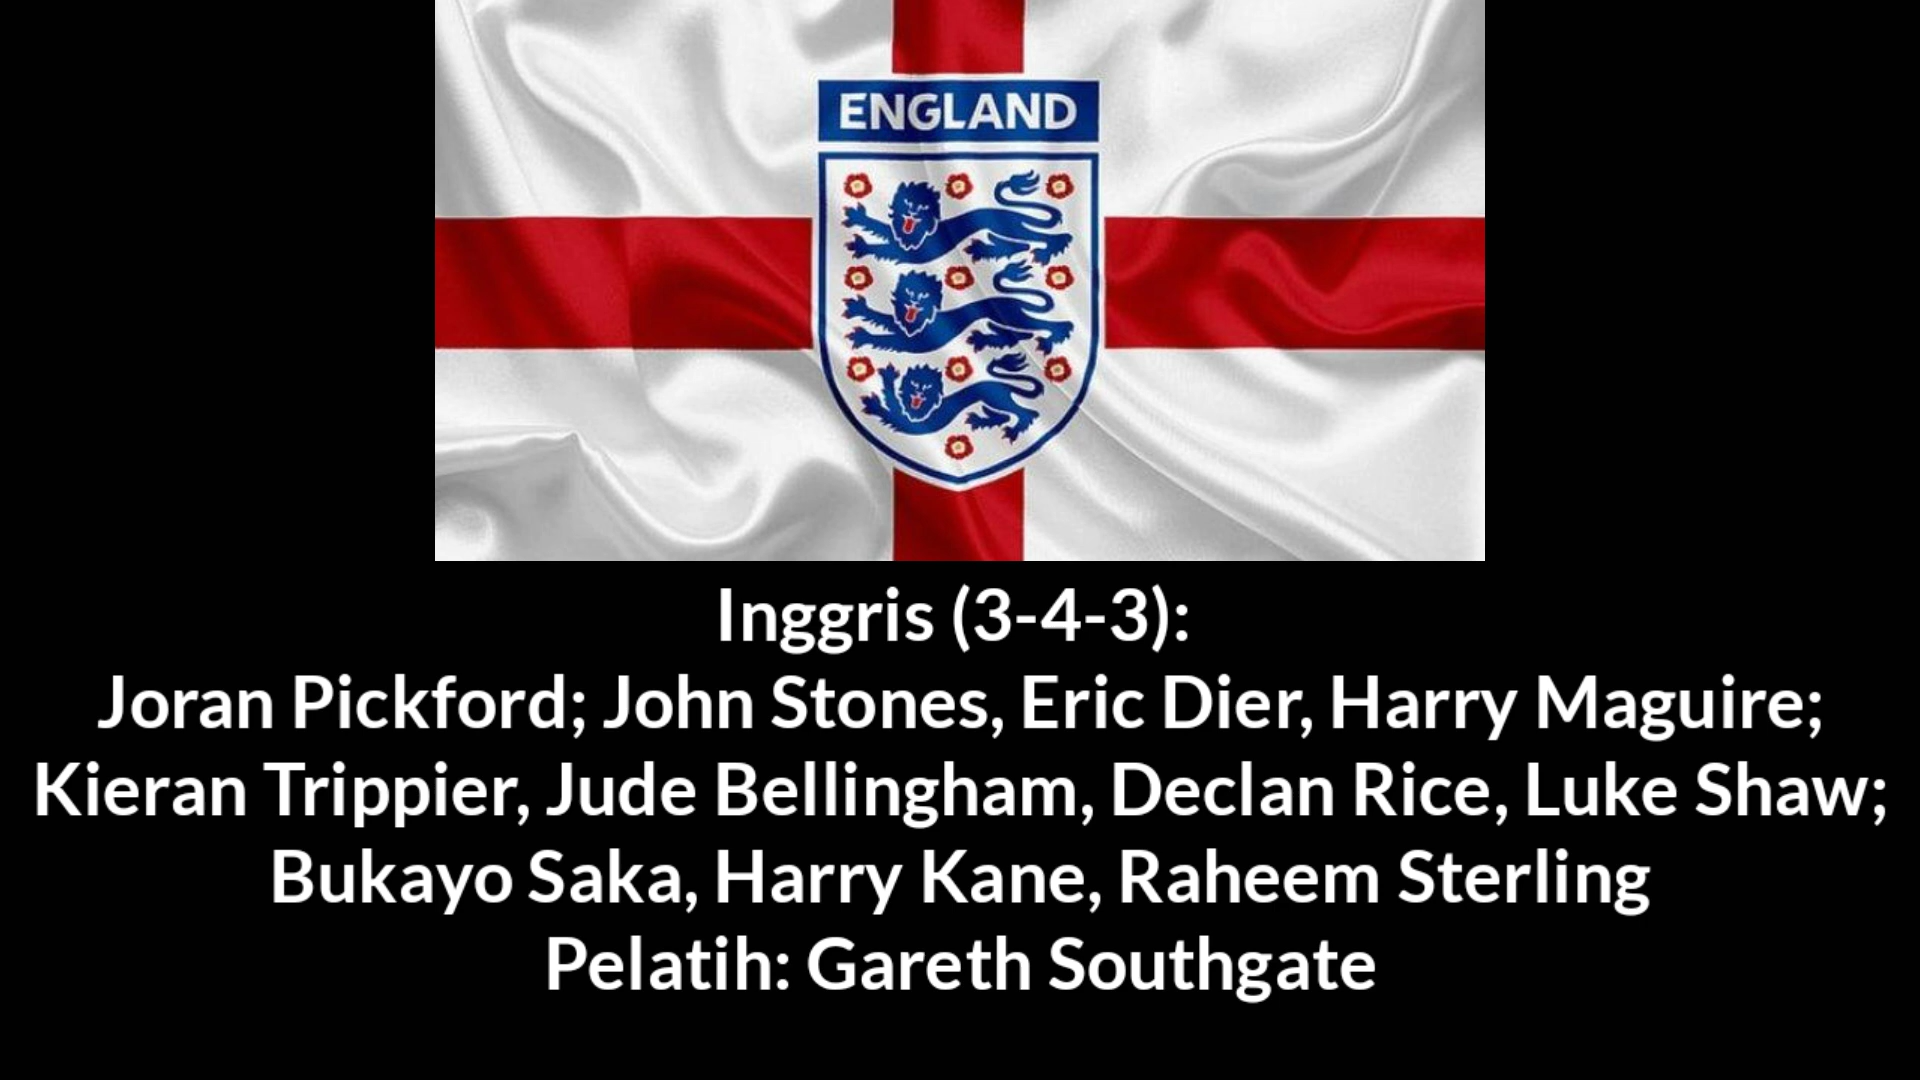 ENGLAND
Inggris (3-4-3):
Joran Pickford; John Stones, Eric Dier, Harry Maguire;
Kieran Trippier, Jude Bellingham, Declan Rice, Luke Shaw;
Bukayo Saka, Harry Kane, Raheem Sterling
Pelatih: Gareth Southgate